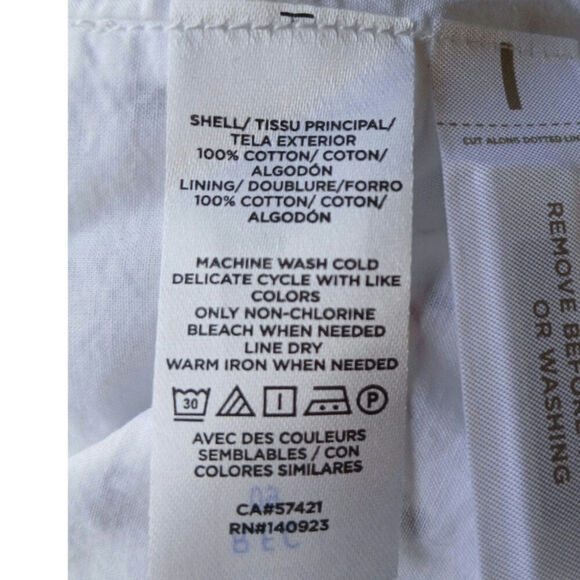 SHELL/ TISSU PRINCIPAL/
TELA EXTERIOR
100% COTTON/ COTON/
ALGODÓN
LINING/ DOUBLURE/FORRO
100% COTTON/ COTON/
ALGODÓN
MACHINE WASH COLD
DELICATE CYCLE WITH LIKE
COLORS
ONLY NON-CHLORINE
BLEACH WHEN NEEDED
LINE DRY
WARM IRON WHEN NEEDED
30 P
AVEC DES COULEURS
SEMBLABLES / CON
COLORES SIMILARES
CA#57421
RN#140923
CUT ALONG DOTTED LIN
REMOVE BEFORE
OR WASHING